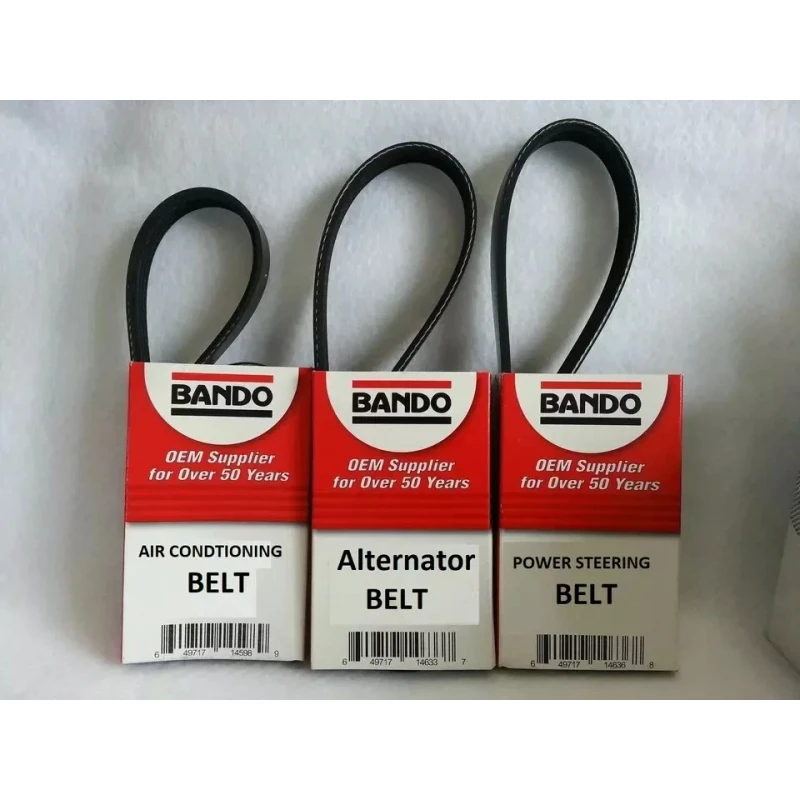 BANDO
OEM Supplier
for Over 50 Years
AIR CONDTIONING
BELT
6 49717 14598 9
BANDO
OEM Supplier
for Over 50 Years
Alternator
BELT
6 49717 14633 7
BANDO
OEM Supplier
for Over 50 Years
POWER STEERING
BELT
6 49717 14636 8